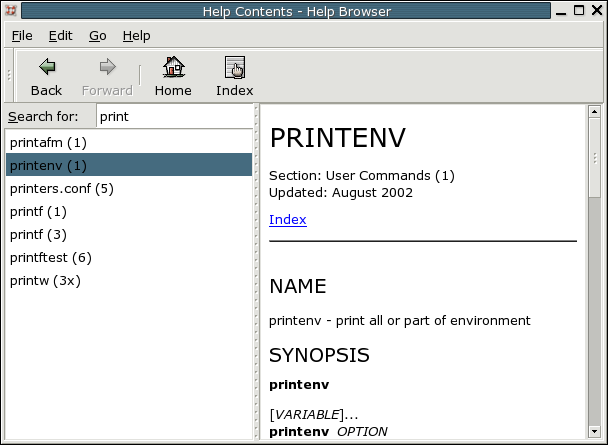 Help Contents - Help Browser
File Edit Go Help
Back Forward Home Index
Search for: print
printafm (1)
printenv (1)
printers.conf (5)
printf (1)
printf (3)
printftest (6)
printw (3x)
PRINTENV
Section: User Commands (1)
Updated: August 2002
Index
NAME
printenv - print all or part of environment
SYNOPSIS
printenv
[VARIABLE]...
printenv OPTION